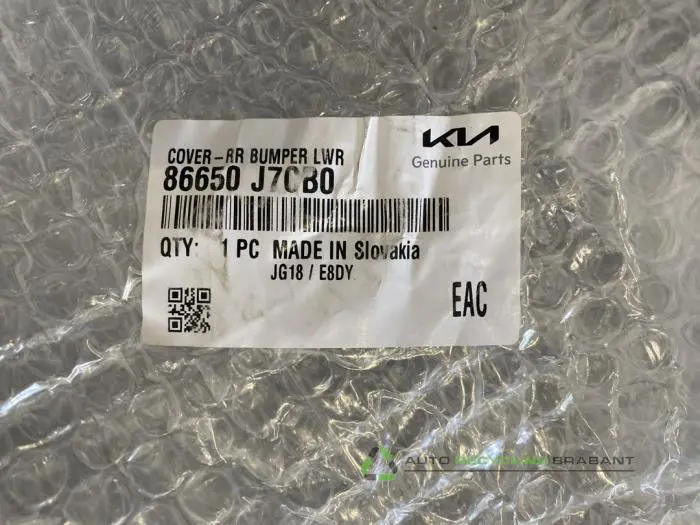 COVER-RR BUMPER LWR
KIA
Genuine Parts
86650 J7CB0
QTY: 1 PC MADE IN Slovakia
JG18 / E8DY
EAC
AUTO RECYCLING BRABANT